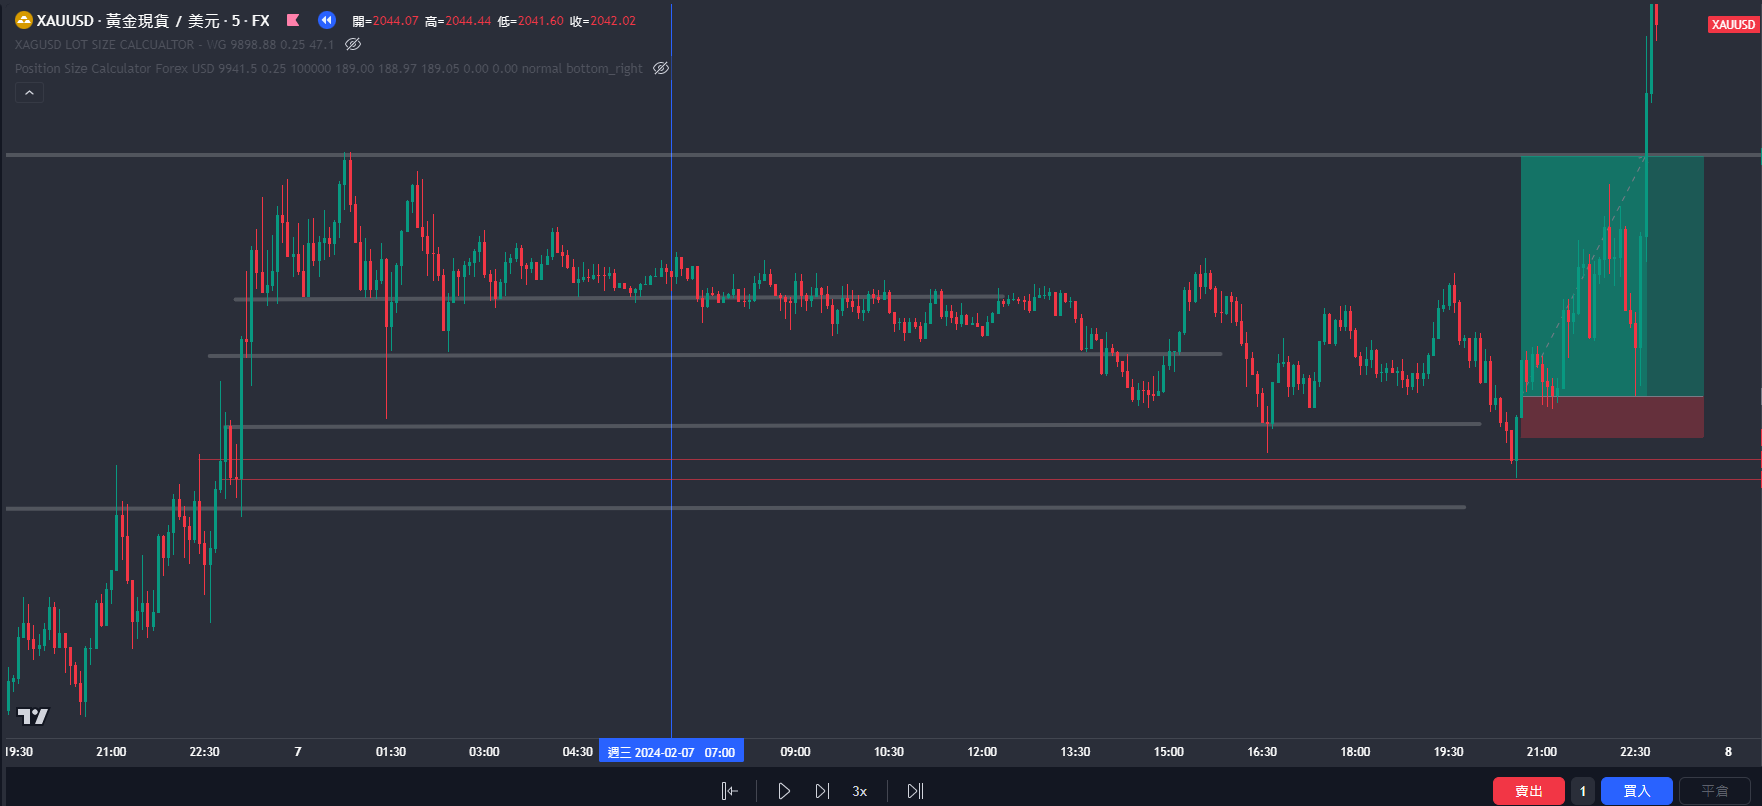 XAUUSD · 黃金現貨 / 美元 · 5 · FX 開=2044.07 高=2044.44 低=2041.60 收=2042.02
XAUUSD
XAGUSD LOT SIZE CALCUALTOR - WG 9898.88 0.25 47.1
Position Size Calculator Forex USD 9941.5 0.25 100000 189.00 188.97 189.05 0.00 0.00 normal bottom_right
19:30 21:00 22:30 7 01:30 03:00 04:30 週三 2024-02-07 07:00 09:00 10:30 12:00 13:30 15:00 16:30 18:00 19:30 21:00 22:30 8
3x 賣出 1 買入 平倉